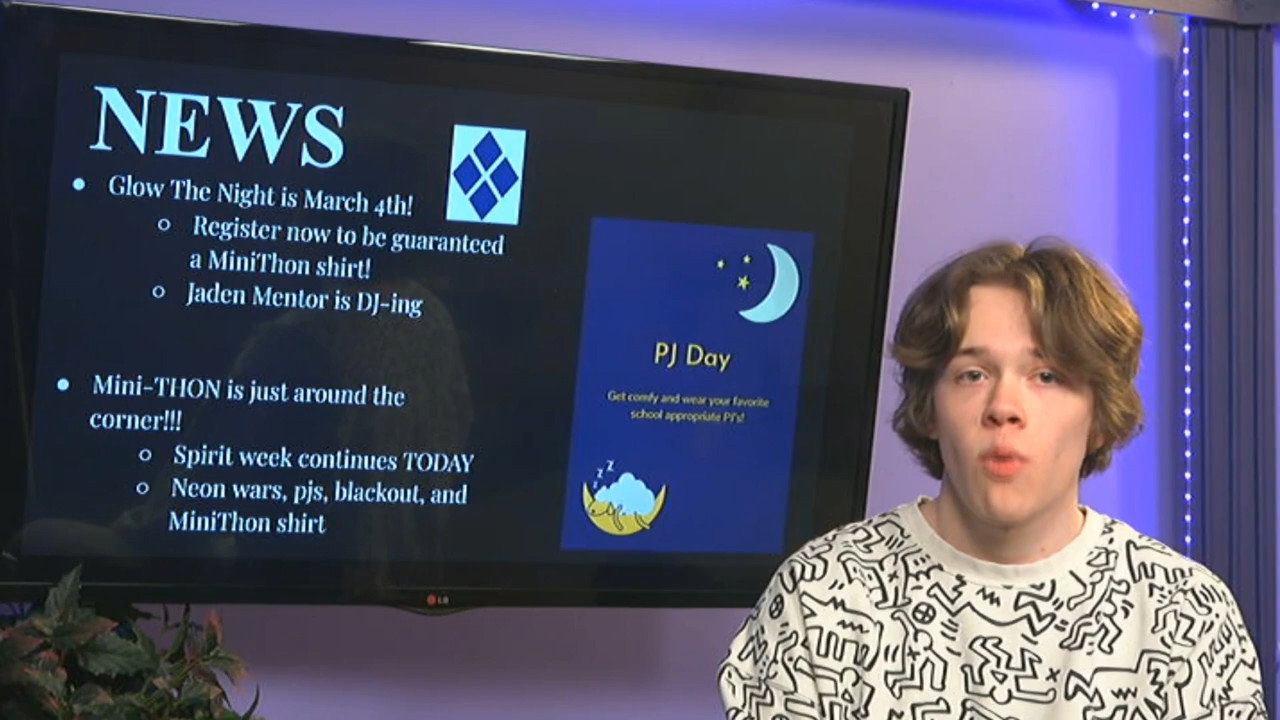 NEWS
Glow The Night is March 4th!
Register now to be guaranteed
a MiniThon shirt!
Jaden Mentor is DJ-ing
Mini-THON is just around the
corner!!!
Spirit week continues TODAY
Neon wars, pjs, blackout, and
MiniThon shirt
PJ Day
Get comfy and wear your favorite
school appropriate PJ's!
z z z
LG